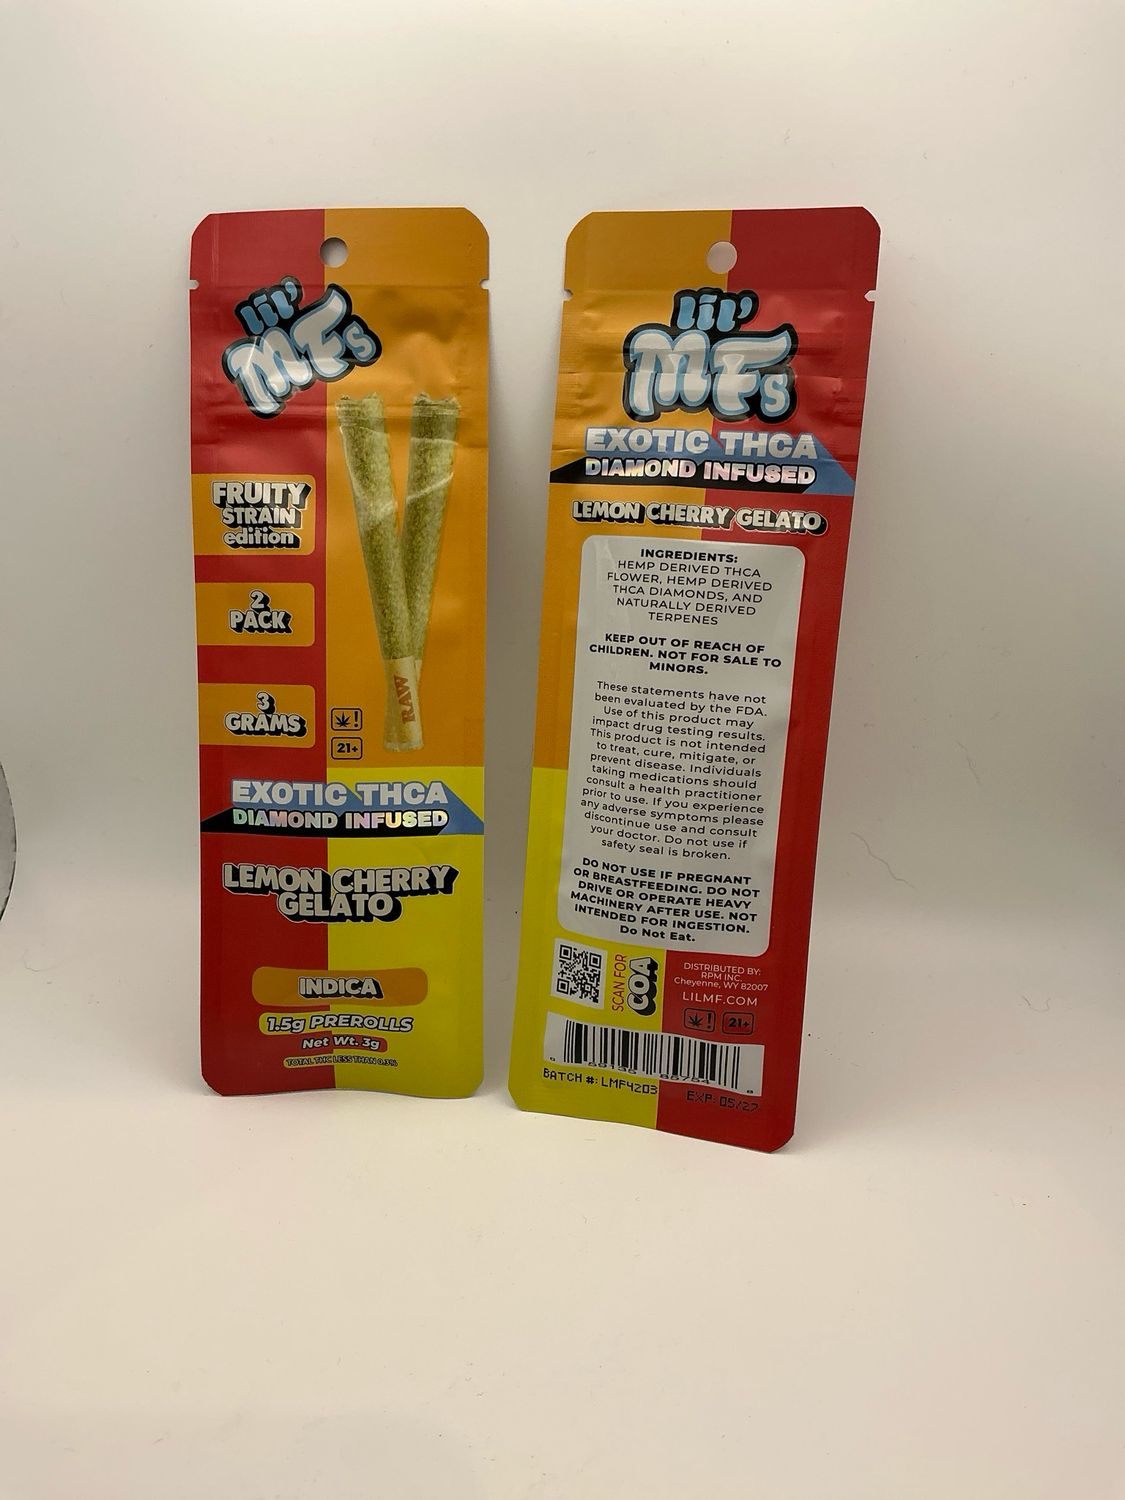 Lil'
MFs
FRUITY
STRAIN
edition
2
PACK
3
GRAMS
RAW
!
21+
EXOTIC THCA
DIAMOND INFUSED
LEMON CHERRY
GELATO
INDICA
1.5g PREROLLS
Net Wt. 3g
TOTAL THC LESS THAN 0.3%
Lil'
MFs
EXOTIC THCA
DIAMOND INFUSED
LEMON CHERRY GELATO
INGREDIENTS:
HEMP DERIVED THCA
FLOWER, HEMP DERIVED
THCA DIAMONDS, AND
NATURALLY DERIVED
TERPENES
KEEP OUT OF REACH OF
CHILDREN. NOT FOR SALE TO
MINORS.
These statements have not
been evaluated by the FDA.
Use of this product may
impact drug testing results.
This product is not intended
to treat, cure, mitigate, or
prevent disease. Individuals
taking medications should
consult a health practitioner
prior to use. If you experience
any adverse symptoms please
discontinue use and consult
your doctor. Do not use if
safety seal is broken.
DO NOT USE IF PREGNANT
OR BREASTFEEDING. DO NOT
DRIVE OR OPERATE HEAVY
MACHINERY AFTER USE. NOT
INTENDED FOR INGESTION.
Do Not Eat.
SCAN FOR
COA
DISTRIBUTED BY:
RPM INC.
Cheyenne, WY 82007
LILMF.COM
!
21+
BATCH #: LMF4203
EXP: 05/27